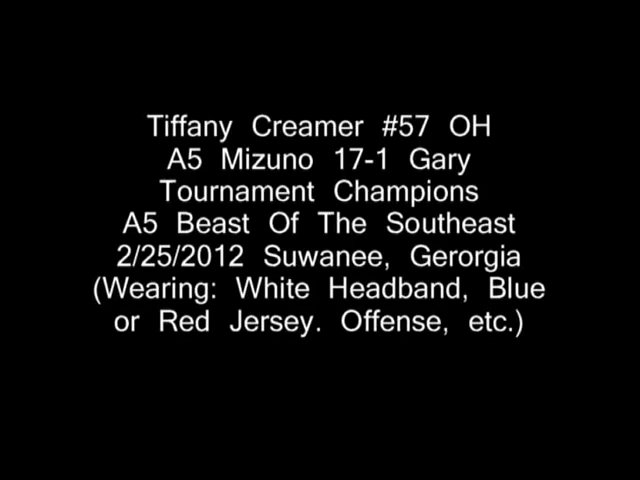 Tiffany Creamer #57 OH
A5 Mizuno 17-1 Gary
Tournament Champions
A5 Beast Of The Southeast
2/25/2012 Suwanee, Gerorgia
(Wearing: White Headband, Blue
or Red Jersey. Offense, etc.)